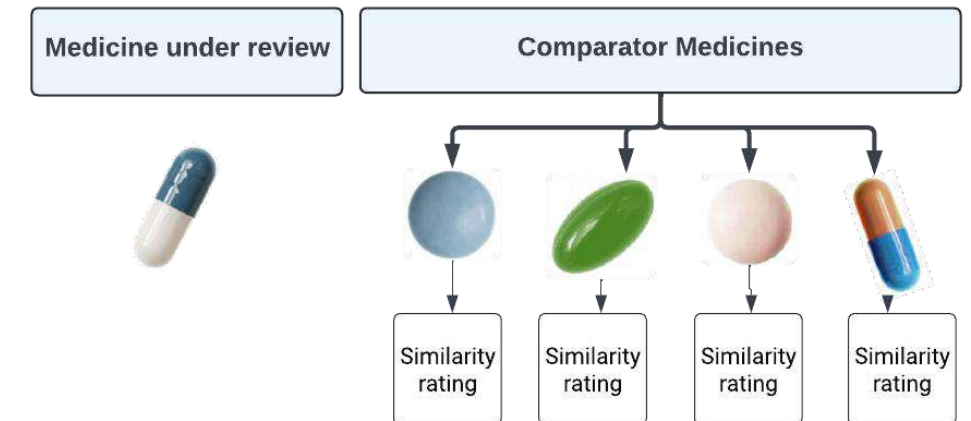 Medicine under review
Comparator Medicines
Similarity
rating
Similarity
rating
Similarity
rating
Similarity
rating